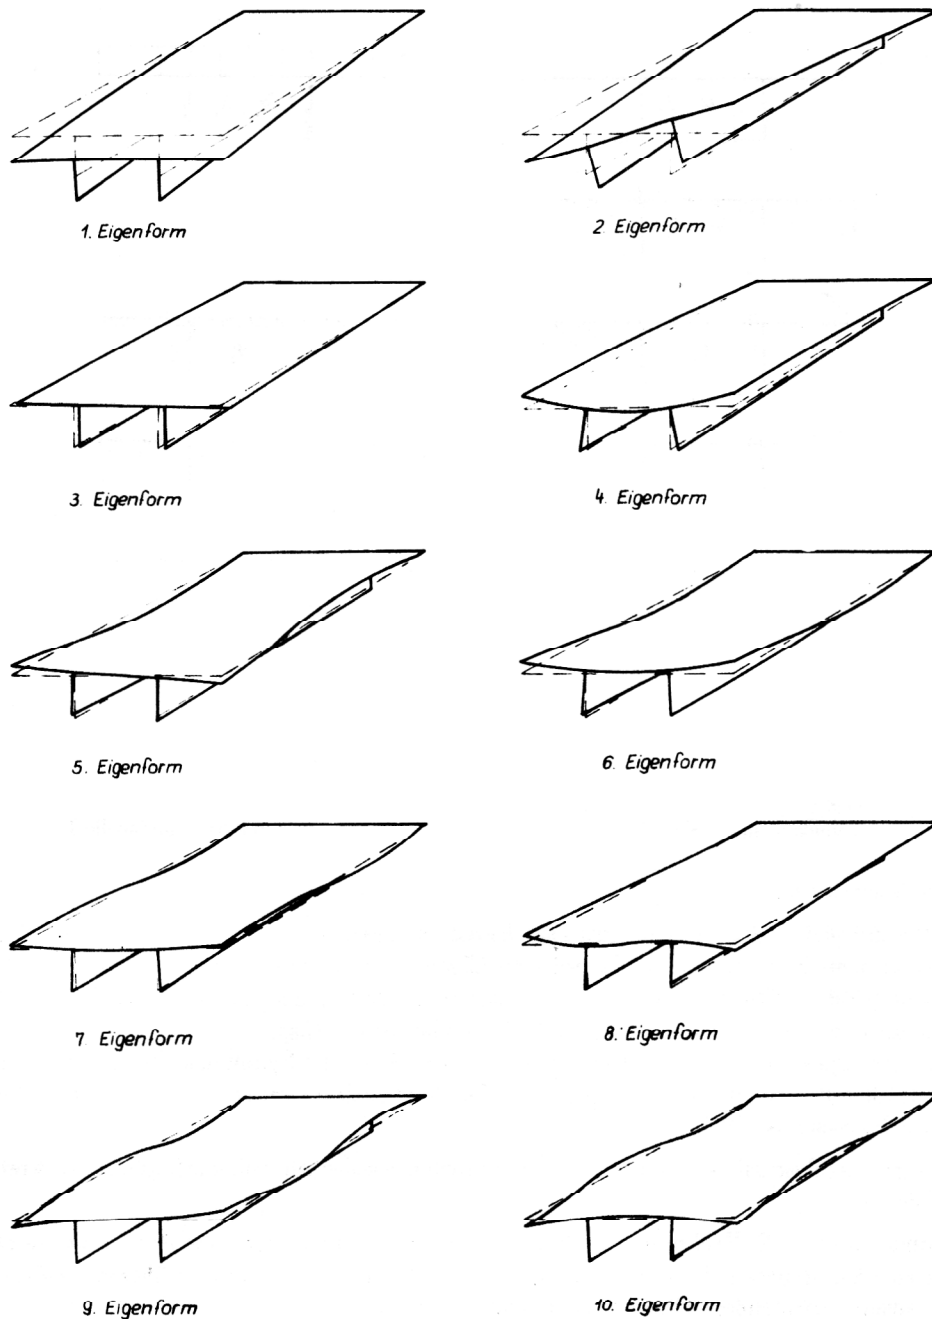 1. Eigenform
2. Eigenform
3. Eigenform
4. Eigenform
5. Eigenform
6. Eigenform
7. Eigenform
8. Eigenform
9. Eigenform
10. Eigenform